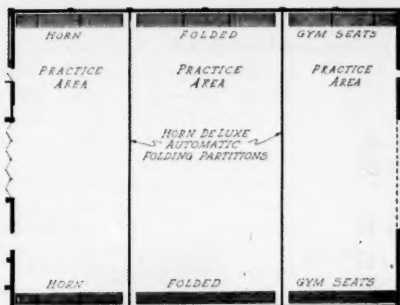 HORN FOLDED GYM SEATS
PRACTICE AREA
PRACTICE AREA
PRACTICE AREA
HORN DE LUXE
AUTOMATIC
FOLDING PARTITIONS
HORN FOLDED GYM SEATS